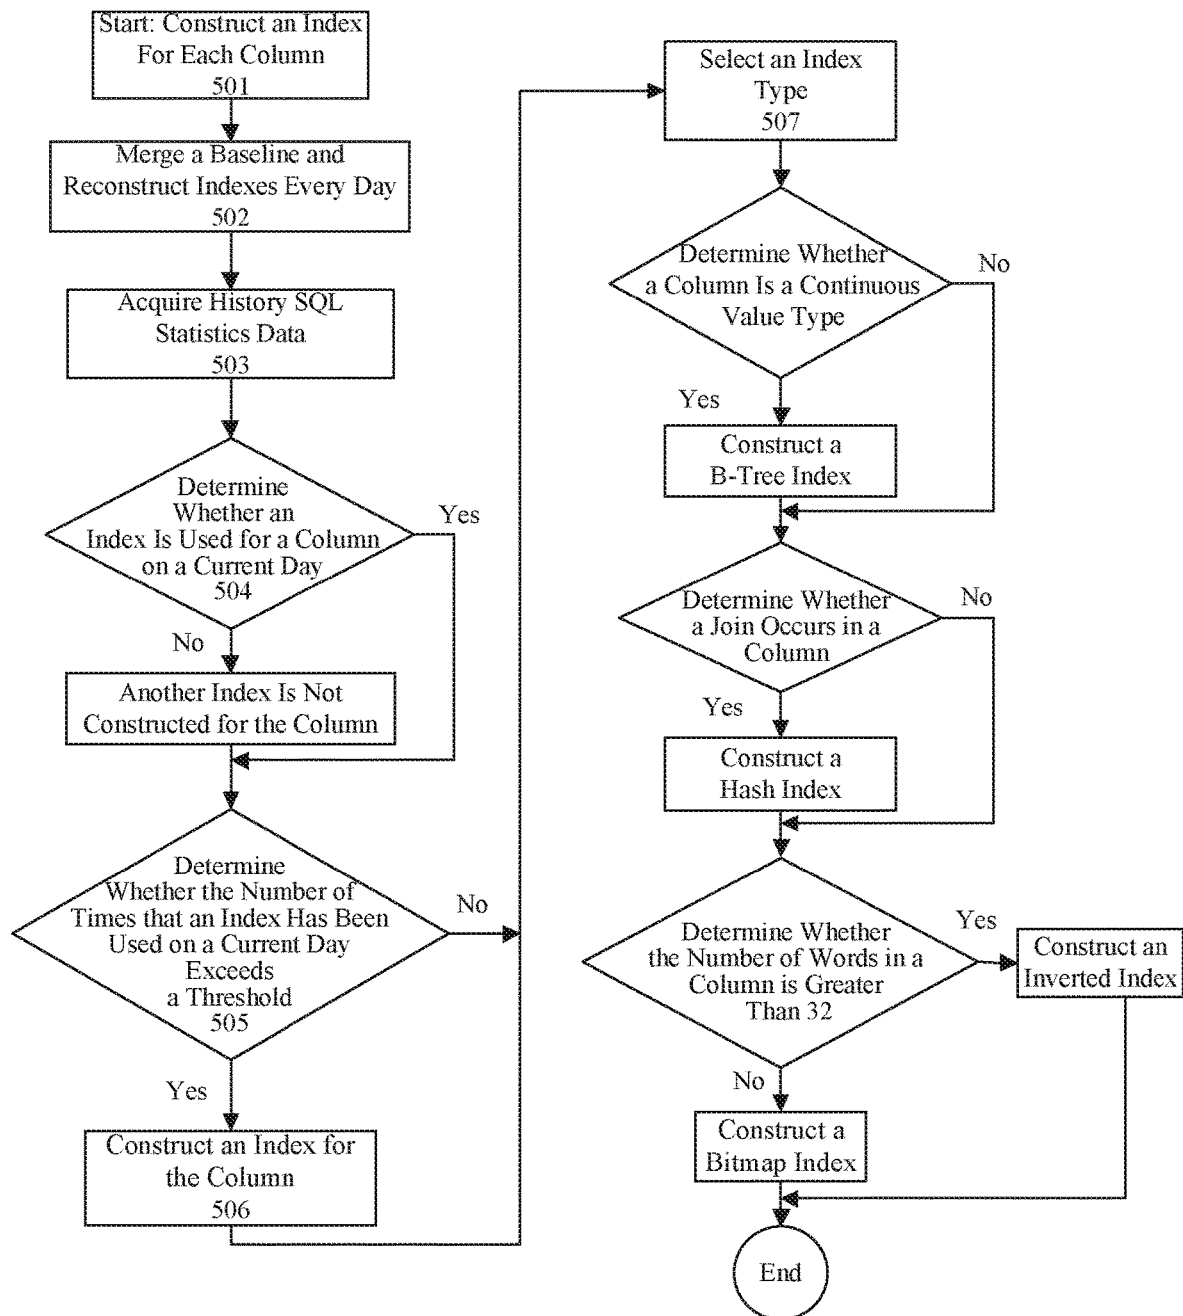 Start: Construct an Index
For Each Column
501
Merge a Baseline and
Reconstruct Indexes Every Day
502
Acquire History SQL
Statistics Data
503
Determine
Whether an
Index Is Used for a Column
on a Current Day
504
Yes
No
Another Index Is Not
Constructed for the Column
Determine
Whether the Number of
Times that an Index Has Been
Used on a Current Day
Exceeds
a Threshold
505
No
Yes
Construct an Index for
the Column
506
Select an Index
Type
507
Determine Whether
a Column Is a Continuous
Value Type
No
Yes
Construct a
B-Tree Index
Determine Whether
a Join Occurs in a
Column
No
Yes
Construct a
Hash Index
Determine Whether
the Number of Words in a
Column is Greater
Than 32
Yes
Construct an
Inverted Index
No
Construct a
Bitmap Index
End